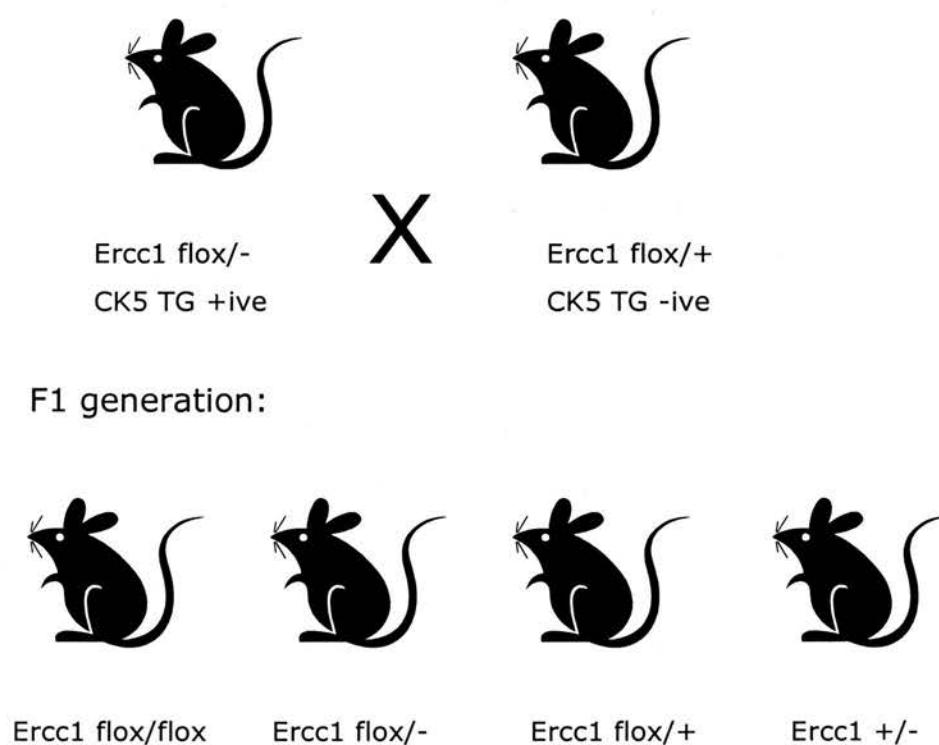 X
Ercc1 flox/-
CK5 TG +ive
Ercc1 flox/+
CK5 TG -ive
F1 generation:
Ercc1 flox/flox
Ercc1 flox/-
Ercc1 flox/+
Ercc1 +/-